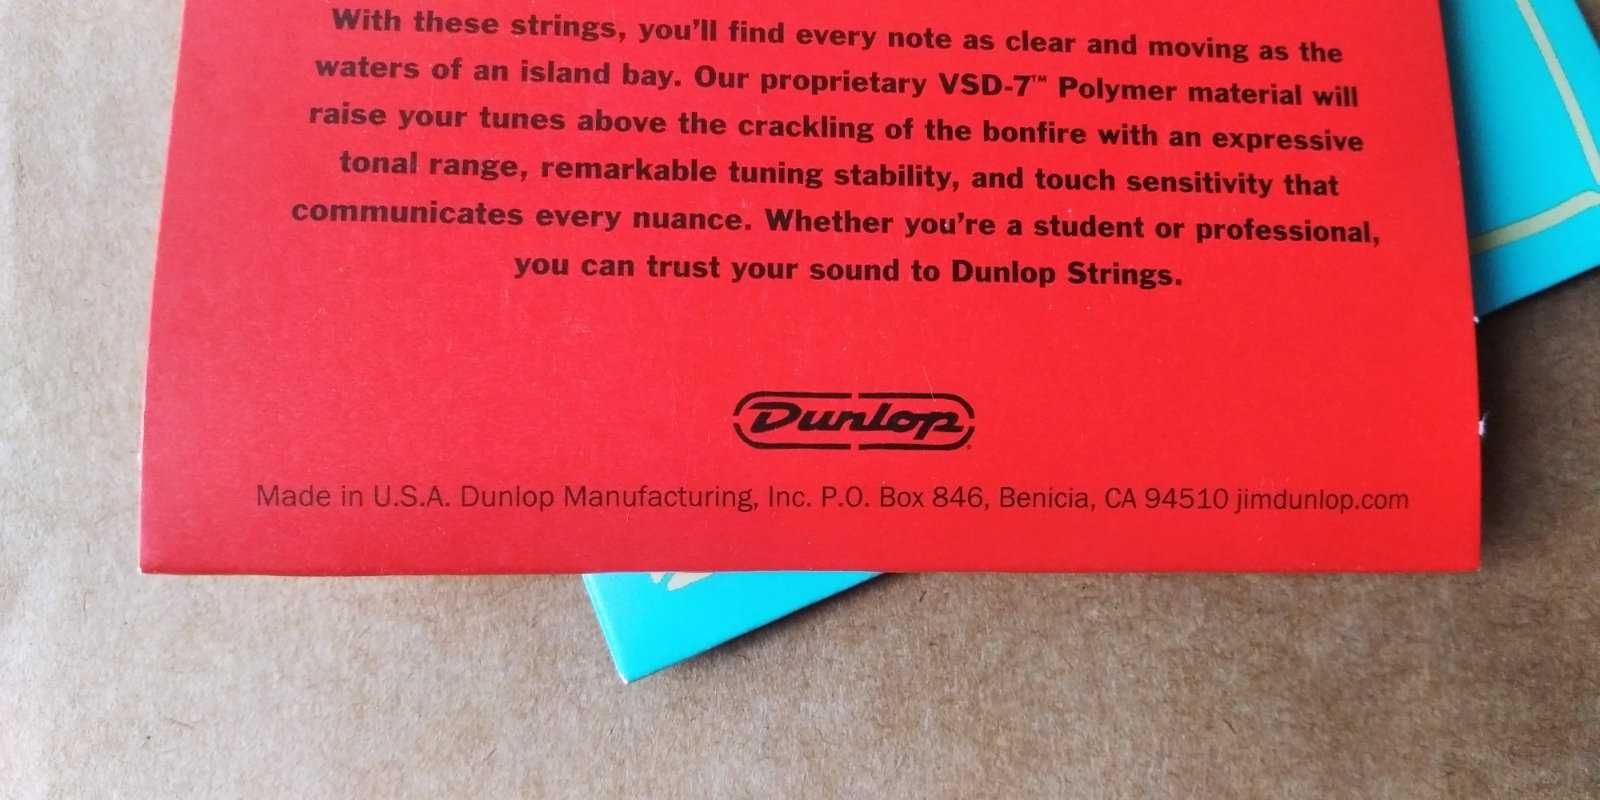 With these strings, you'll find every note as clear and moving as the
waters of an island bay. Our proprietary VSD-7™ Polymer material will
raise your tunes above the crackling of the bonfire with an expressive
tonal range, remarkable tuning stability, and touch sensitivity that
communicates every nuance. Whether you're a student or professional,
you can trust your sound to Dunlop Strings.
Dunlop
Made in U.S.A. Dunlop Manufacturing, Inc. P.O. Box 846, Benicia, CA 94510 jimdunlop.com